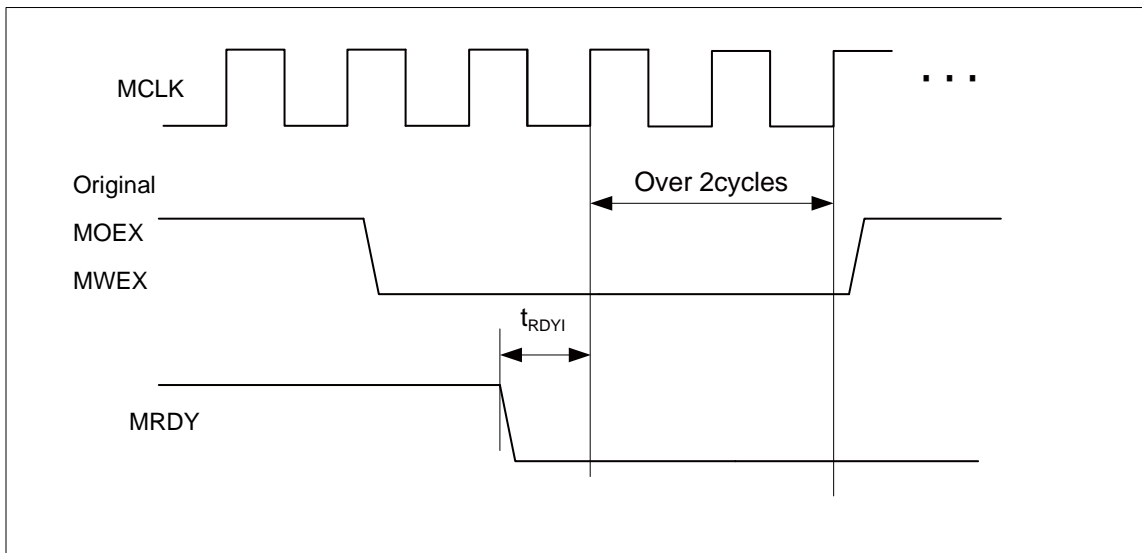 MCLK
. . .
Original
Over 2cycles
MOEX
MWEX
tRDYI
MRDY